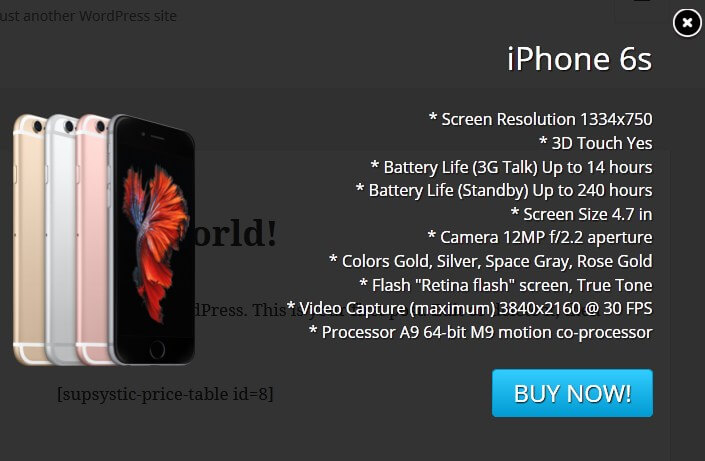 ust another WordPress site
iPhone 6s
* Screen Resolution 1334x750
* 3D Touch Yes
* Battery Life (3G Talk) Up to 14 hours
* Battery Life (Standby) Up to 240 hours
* Screen Size 4.7 in
* Camera 12MP f/2.2 aperture
orld!
* Colors Gold, Silver, Space Gray, Rose Gold
* Flash "Retina flash" screen, True Tone
dPress. This is
* Video Capture (maximum) 3840x2160 @ 30 FPS
* Processor A9 64-bit M9 motion co-processor
[supsystic-price-table id=8]
BUY NOW!